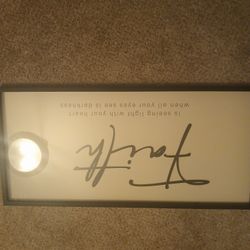 Faith
is seeing light with your heart
when all your eyes see is darkness